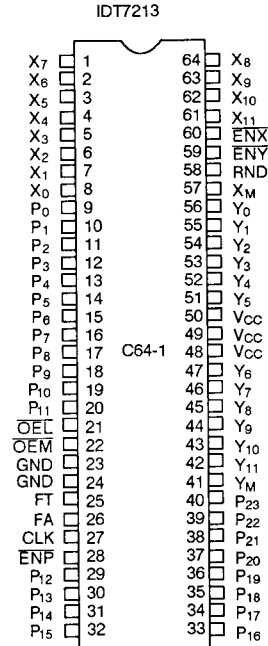 IDT7213
X7 1 64 X8
X6 2 63 X9
X5 3 62 X10
X4 4 61 X11
X3 5 60 E̅N̅X̅
X2 6 59 E̅N̅Y̅
X1 7 58 RND
X0 8 57 XM
P0 9 56 Y0
P1 10 55 Y1
P2 11 54 Y2
P3 12 53 Y3
P4 13 52 Y4
P5 14 51 Y5
P6 15 50 VCC
P7 16 49 VCC
P8 17 C64-1 48 VCC
P9 18 47 Y6
P10 19 46 Y7
P11 20 45 Y8
O̅E̅L̅ 21 44 Y9
O̅E̅M̅ 22 43 Y10
GND 23 42 Y11
GND 24 41 YM
FT 25 40 P23
FA 26 39 P22
CLK 27 38 P21
E̅N̅P̅ 28 37 P20
P12 29 36 P19
P13 30 35 P18
P14 31 34 P17
P15 32 33 P16